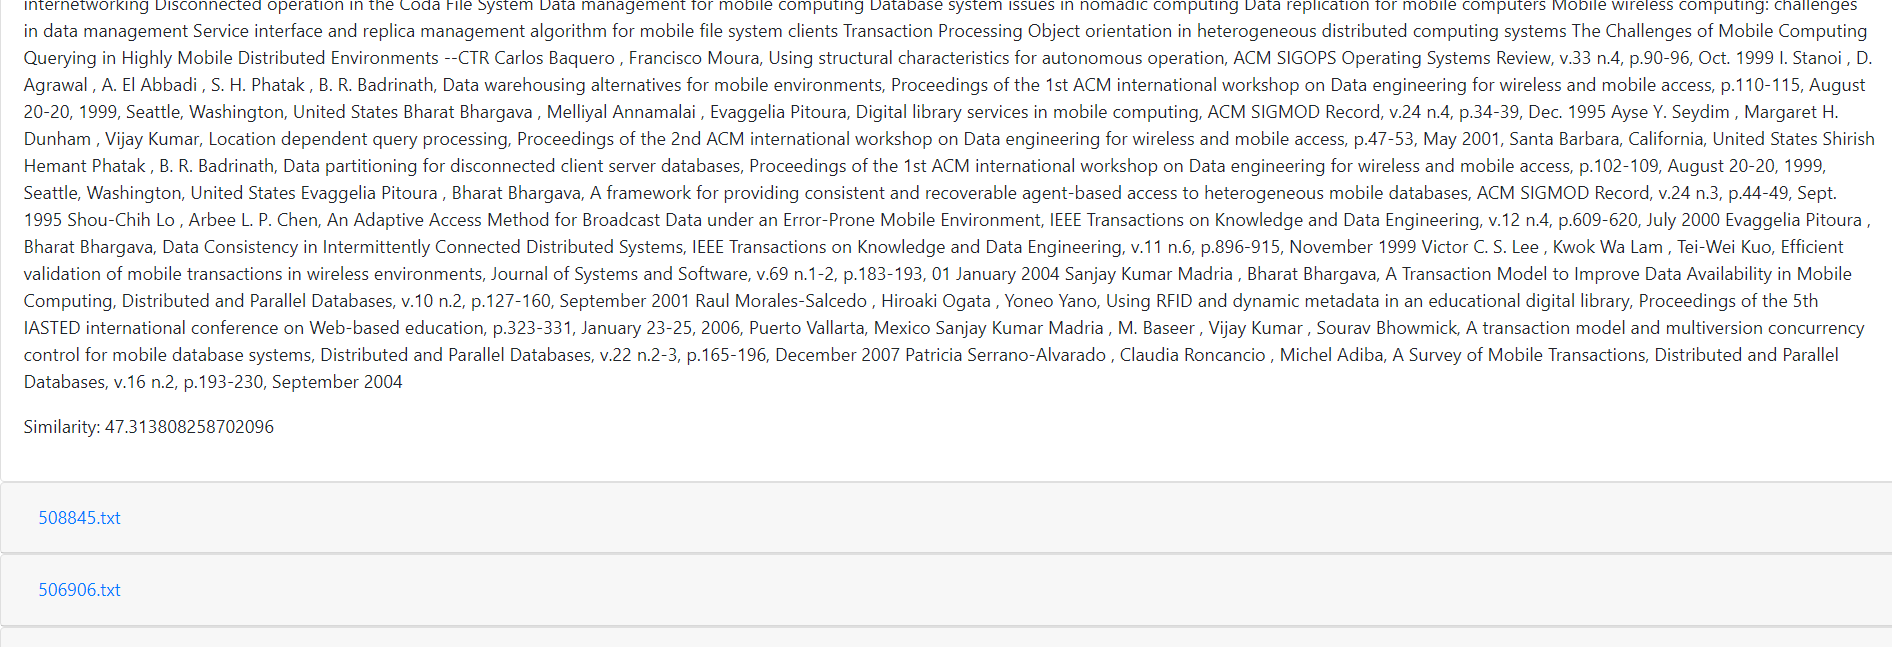 internetworking Disconnected operation in the Coda File System Data management for mobile computing Database system issues in nomadic computing Data replication for mobile computers Mobile wireless computing: challenges
in data management Service interface and replica management algorithm for mobile file system clients Transaction Processing Object orientation in heterogeneous distributed computing systems The Challenges of Mobile Computing
Querying in Highly Mobile Distributed Environments --CTR Carlos Baquero , Francisco Moura, Using structural characteristics for autonomous operation, ACM SIGOPS Operating Systems Review, v.33 n.4, p.90-96, Oct. 1999 I. Stanoi , D.
Agrawal , A. El Abbadi , S. H. Phatak , B. R. Badrinath, Data warehousing alternatives for mobile environments, Proceedings of the 1st ACM international workshop on Data engineering for wireless and mobile access, p.110-115, August
20-20, 1999, Seattle, Washington, United States Bharat Bhargava , Melliyal Annamalai , Evaggelia Pitoura, Digital library services in mobile computing, ACM SIGMOD Record, v.24 n.4, p.34-39, Dec. 1995 Ayse Y. Seydim , Margaret H.
Dunham , Vijay Kumar, Location dependent query processing, Proceedings of the 2nd ACM international workshop on Data engineering for wireless and mobile access, p.47-53, May 2001, Santa Barbara, California, United States Shirish
Hemant Phatak , B. R. Badrinath, Data partitioning for disconnected client server databases, Proceedings of the 1st ACM international workshop on Data engineering for wireless and mobile access, p.102-109, August 20-20, 1999,
Seattle, Washington, United States Evaggelia Pitoura , Bharat Bhargava, A framework for providing consistent and recoverable agent-based access to heterogeneous mobile databases, ACM SIGMOD Record, v.24 n.3, p.44-49, Sept.
1995 Shou-Chih Lo , Arbee L. P. Chen, An Adaptive Access Method for Broadcast Data under an Error-Prone Mobile Environment, IEEE Transactions on Knowledge and Data Engineering, v.12 n.4, p.609-620, July 2000 Evaggelia Pitoura ,
Bharat Bhargava, Data Consistency in Intermittently Connected Distributed Systems, IEEE Transactions on Knowledge and Data Engineering, v.11 n.6, p.896-915, November 1999 Victor C. S. Lee , Kwok Wa Lam , Tei-Wei Kuo, Efficient
validation of mobile transactions in wireless environments, Journal of Systems and Software, v.69 n.1-2, p.183-193, 01 January 2004 Sanjay Kumar Madria , Bharat Bhargava, A Transaction Model to Improve Data Availability in Mobile
Computing, Distributed and Parallel Databases, v.10 n.2, p.127-160, September 2001 Raul Morales-Salcedo , Hiroaki Ogata , Yoneo Yano, Using RFID and dynamic metadata in an educational digital library, Proceedings of the 5th
IASTED international conference on Web-based education, p.323-331, January 23-25, 2006, Puerto Vallarta, Mexico Sanjay Kumar Madria , M. Baseer , Vijay Kumar , Sourav Bhowmick, A transaction model and multiversion concurrency
control for mobile database systems, Distributed and Parallel Databases, v.22 n.2-3, p.165-196, December 2007 Patricia Serrano-Alvarado , Claudia Roncancio , Michel Adiba, A Survey of Mobile Transactions, Distributed and Parallel
Databases, v.16 n.2, p.193-230, September 2004
Similarity: 47.313808258702096
508845.txt
506906.txt